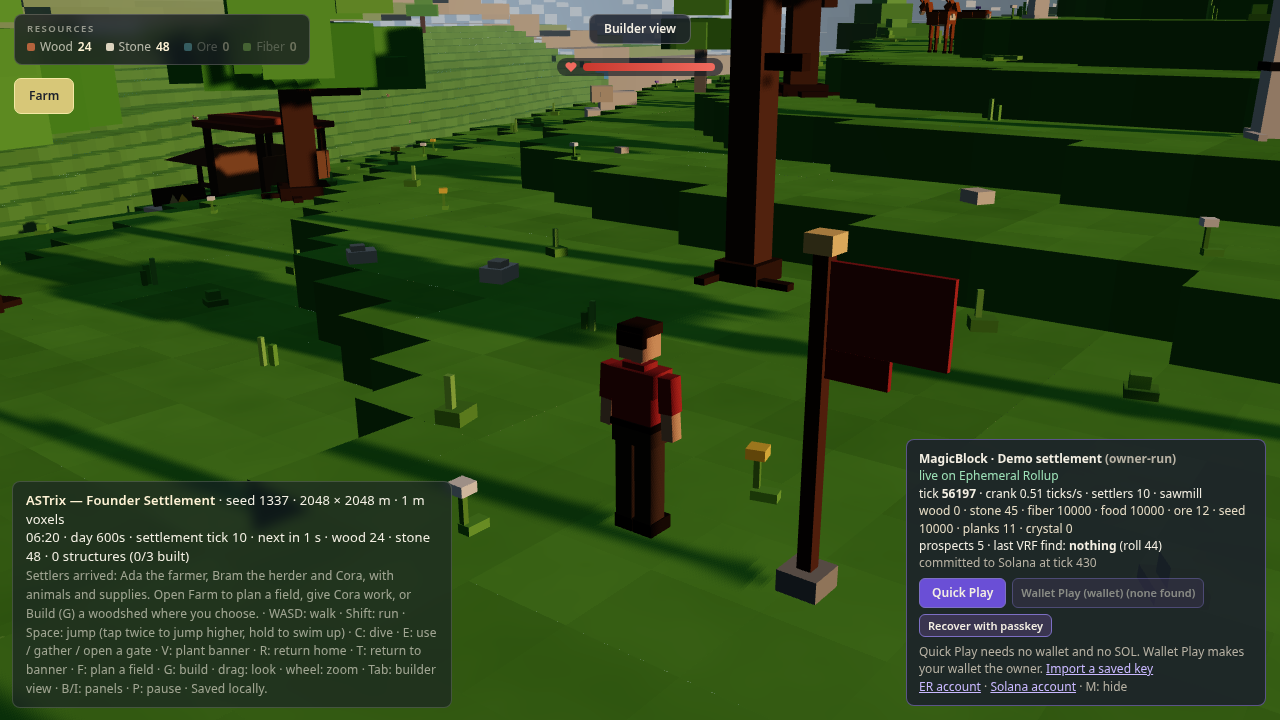 RESOURCES
Wood 24 Stone 48 Ore 0 Fiber 0
Builder view
Farm
ASTrix — Founder Settlement · seed 1337 · 2048 × 2048 m · 1 m
voxels
06:20 · day 600s · settlement tick 10 · next in 1 s · wood 24 · stone
48 · 0 structures (0/3 built)
Settlers arrived: Ada the farmer, Bram the herder and Cora, with
animals and supplies. Open Farm to plan a field, give Cora work, or
Build (G) a woodshed where you choose. · WASD: walk · Shift: run ·
Space: jump (tap twice to jump higher, hold to swim up) · C: dive · E: use
/ gather / open a gate · V: plant banner · R: return home · T: return to
banner · F: plan a field · G: build · drag: look · wheel: zoom · Tab: builder
view · B/I: panels · P: pause · Saved locally.
MagicBlock · Demo settlement (owner-run)
live on Ephemeral Rollup
tick 56197 · crank 0.51 ticks/s · settlers 10 · sawmill
wood 0 · stone 45 · fiber 10000 · food 10000 · ore 12 · seed
10000 · planks 11 · crystal 0
prospects 5 · last VRF find: nothing (roll 44)
committed to Solana at tick 430
Quick Play Wallet Play (wallet) (none found)
Recover with passkey
Quick Play needs no wallet and no SOL. Wallet Play makes
your wallet the owner. Import a saved key
ER account · Solana account · M: hide